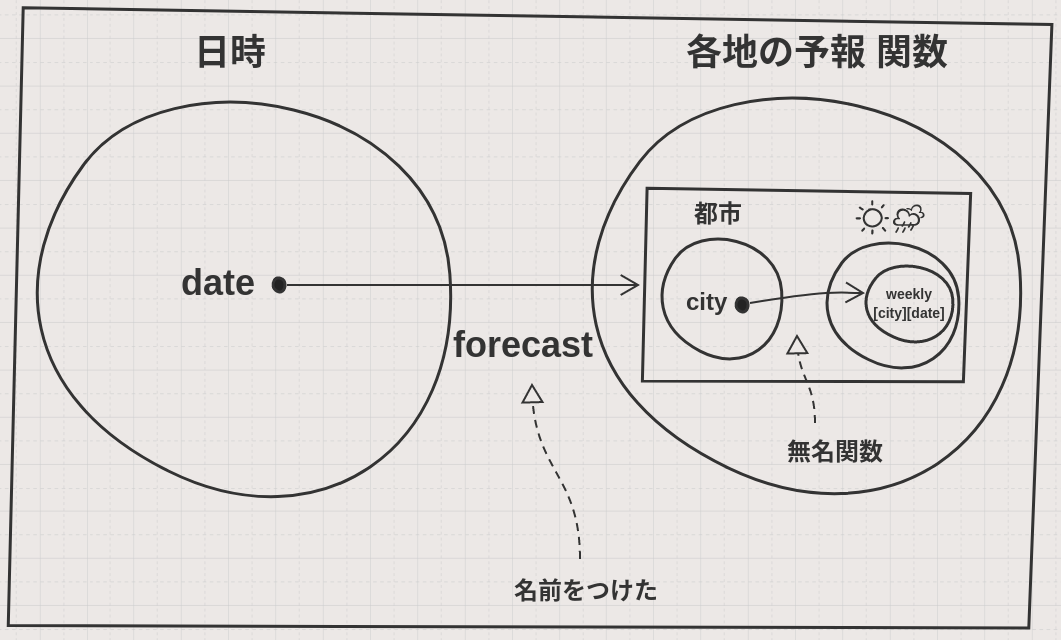 日時
各地の予報 関数
都市
date
city
weekly
[city][date]
forecast
無名関数
名前をつけた